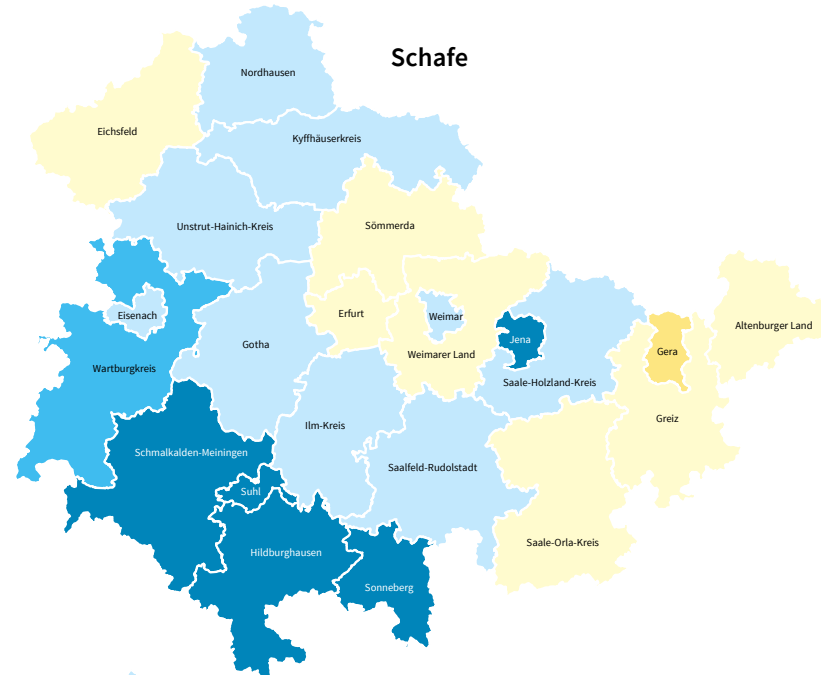 Schafe
Nordhausen
Eichsfeld
Kyffhäuserkreis
Unstrut-Hainich-Kreis
Sömmerda
Eisenach
Erfurt
Weimar
Gotha
Jena
Altenburger Land
Gera
Weimarer Land
Wartburgkreis
Saale-Holzland-Kreis
Greiz
Ilm-Kreis
Schmalkalden-Meiningen
Saalfeld-Rudolstadt
Suhl
Saale-Orla-Kreis
Hildburghausen
Sonneberg